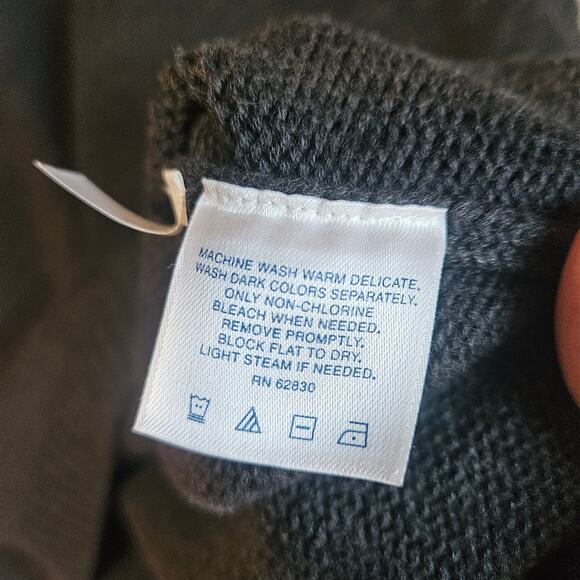 MACHINE WASH WARM DELICATE.
WASH DARK COLORS SEPARATELY.
ONLY NON-CHLORINE
BLEACH WHEN NEEDED.
REMOVE PROMPTLY.
BLOCK FLAT TO DRY.
LIGHT STEAM IF NEEDED.
RN 62830